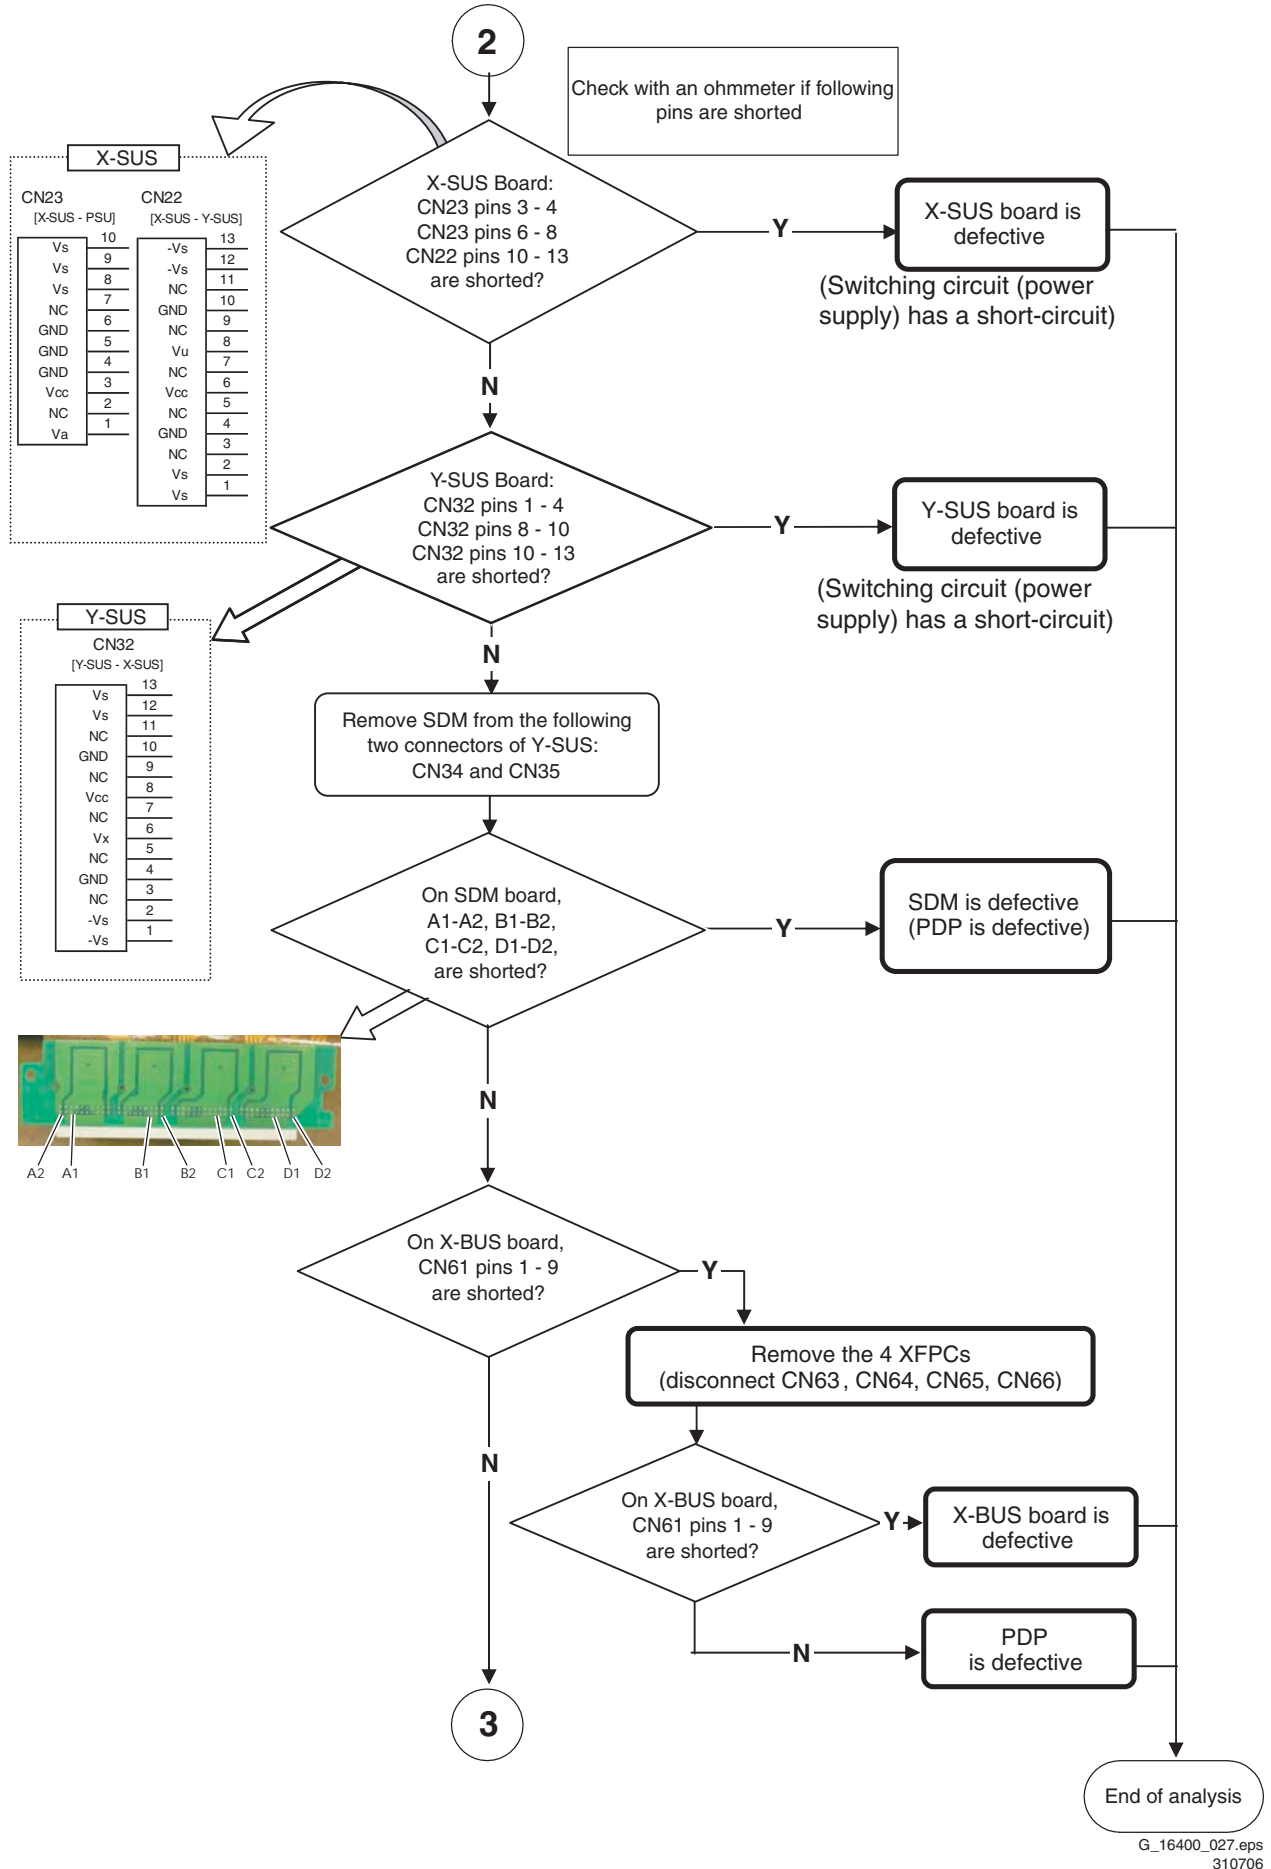 2
Check with an ohmmeter if following
pins are shorted
X-SUS
CN23
[X-SUS - PSU]
Vs 10
Vs 9
Vs 8
NC 7
GND 6
GND 5
GND 4
Vcc 3
NC 2
Va 1
CN22
[X-SUS - Y-SUS]
-Vs 13
-Vs 12
NC 11
GND 10
NC 9
Vu 8
NC 7
Vcc 6
NC 5
GND 4
NC 3
Vs 2
Vs 1
X-SUS Board:
CN23 pins 3 - 4
CN23 pins 6 - 8
CN22 pins 10 - 13
are shorted?
Y
X-SUS board is
defective
(Switching circuit (power
supply) has a short-circuit)
N
Y-SUS Board:
CN32 pins 1 - 4
CN32 pins 8 - 10
CN32 pins 10 - 13
are shorted?
Y
Y-SUS board is
defective
(Switching circuit (power
supply) has a short-circuit)
Y-SUS
CN32
[Y-SUS - X-SUS]
Vs 13
Vs 12
NC 11
GND 10
NC 9
Vcc 8
NC 7
Vx 6
NC 5
GND 4
NC 3
-Vs 2
-Vs 1
N
Remove SDM from the following
two connectors of Y-SUS:
CN34 and CN35
On SDM board,
A1-A2, B1-B2,
C1-C2, D1-D2,
are shorted?
Y
SDM is defective
(PDP is defective)
A2 A1 B1 B2 C1 C2 D1 D2
N
On X-BUS board,
CN61 pins 1 - 9
are shorted?
Y
Remove the 4 XFPCs
(disconnect CN63, CN64, CN65, CN66)
N
On X-BUS board,
CN61 pins 1 - 9
are shorted?
Y
X-BUS board is
defective
N
PDP
is defective
3
End of analysis
G_16400_027.eps
310706